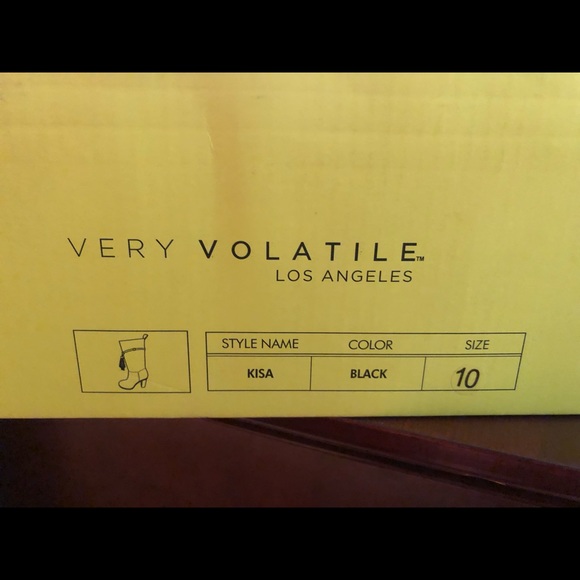 VERY VOLATILE™
LOS ANGELES
STYLE NAME COLOR SIZE
KISA BLACK 10